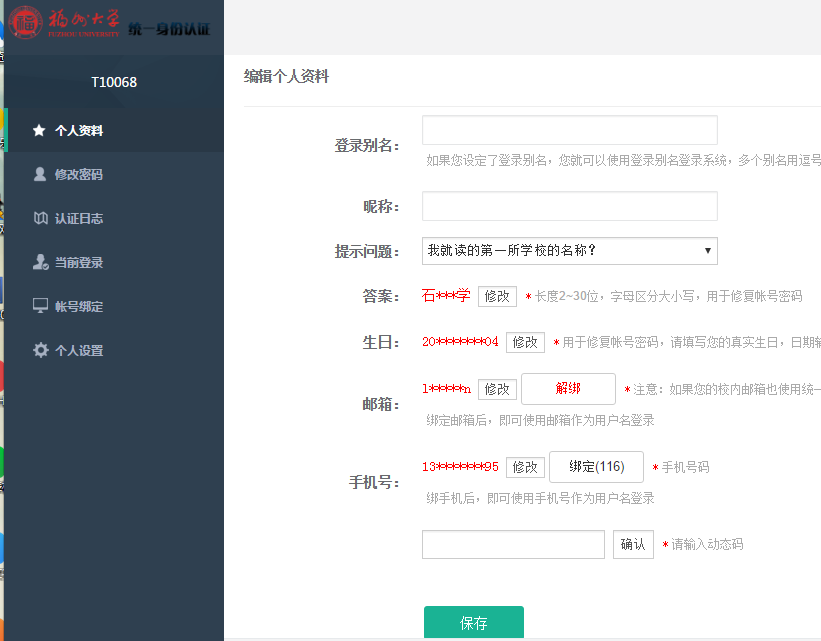 福州大学
FUZHOU UNIVERSITY
统一身份认证
T10068
个人资料
修改密码
认证日志
当前登录
帐号绑定
个人设置
编辑个人资料
登录别名：
如果您设定了登录别名，您就可以使用登录别名登录系统，多个别名用逗号
昵称：
提示问题： 我就读的第一所学校的名称？
答案： 石***学 修改 * 长度2~30位，字母区分大小写，用于修复帐号密码
生日： 20*******04 修改 * 用于修复帐号密码，请填写您的真实生日，日期输
邮箱： 1*****n 修改 解绑 * 注意：如果您的校内邮箱也使用统一
绑定邮箱后，即可使用邮箱作为用户名登录
手机号： 13*******95 修改 绑定(116) * 手机号码
绑手机后，即可使用手机号作为用户名登录
确认 * 请输入动态码
保存